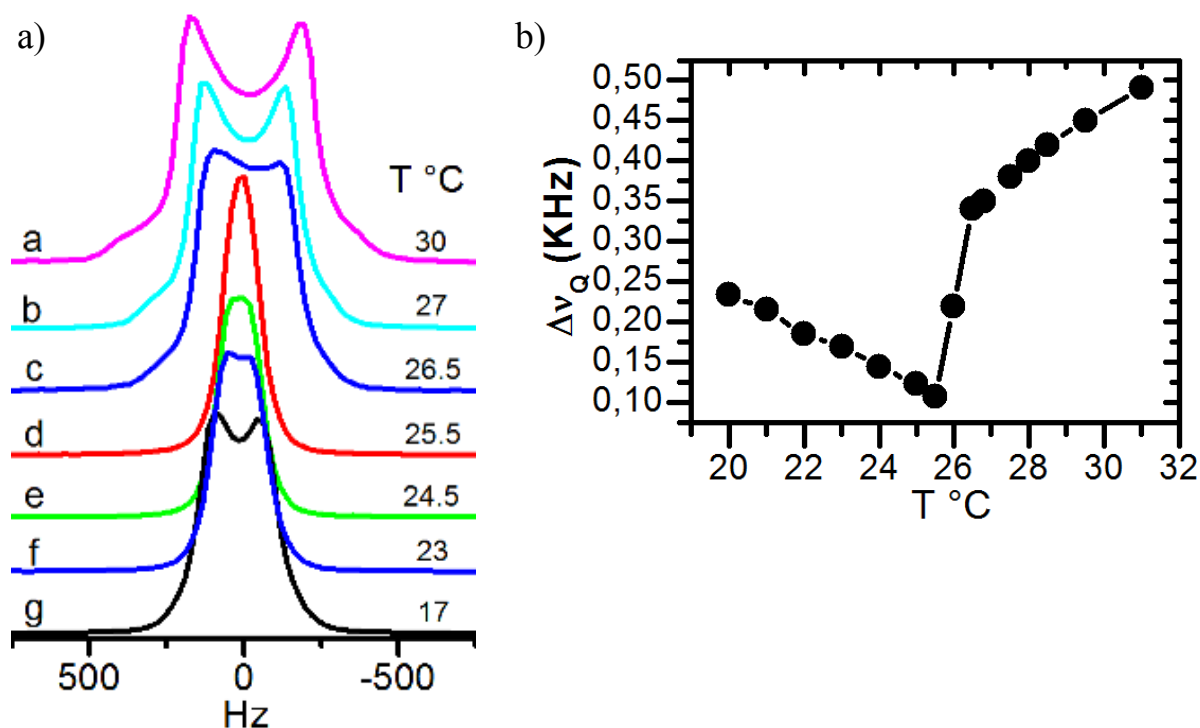 a)
T °C
a 30
b 27
c 26.5
d 25.5
e 24.5
f 23
g 17
500 0 -500
Hz
b)
0,50
0,45
0,40
0,35
0,30
0,25
0,20
0,15
0,10
ΔνQ (KHz)
20 22 24 26 28 30 32
T °C